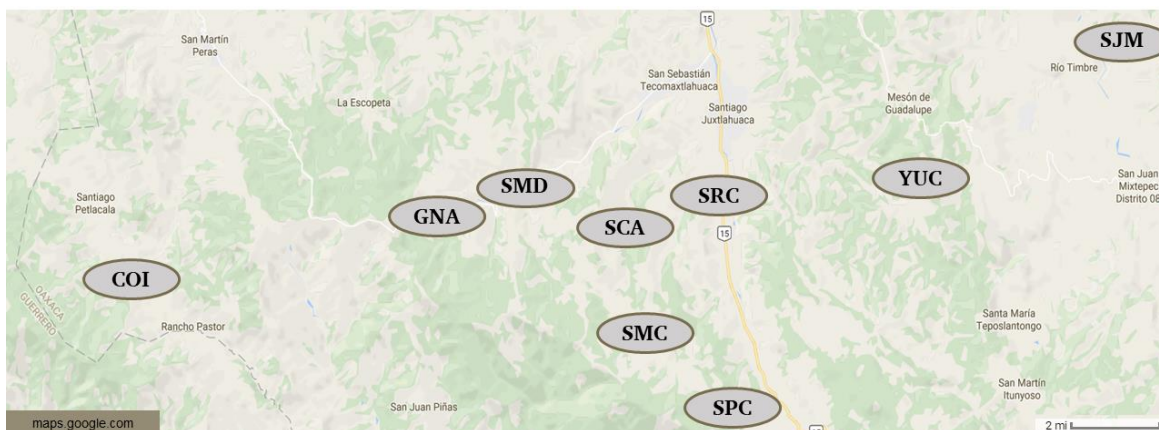 15
SJM
San Martín
Peras
Río Timbre
San Sebastián
Tecomaxtlahuaca
La Escopeta
Mesón de
Guadalupe
Santiago
Juxtlahuaca
SMD
YUC
San Juan
Mixtepec
Distrito 08
Santiago
Petlacala
GNA
SRC
SCA
15
COI
OAXACA
GUERRERO
Rancho Pastor
SMC
Santa María
Teposlantongo
San Martín
Itunyoso
San Juan Piñas
SPC
maps.google.com
2 mi